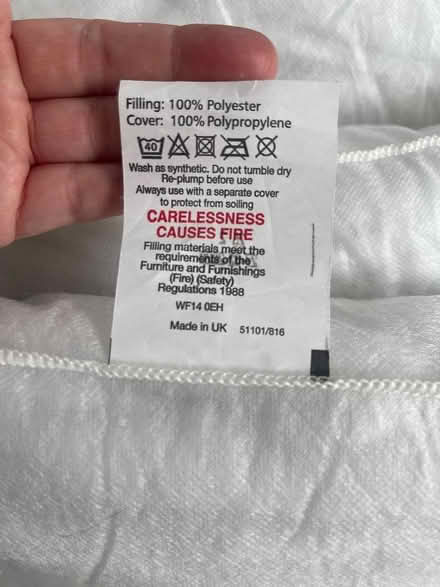 Filling: 100% Polyester
Cover: 100% Polypropylene
40
Wash as synthetic. Do not tumble dry
Re-plump before use
Always use with a separate cover
to protect from soiling
CARELESSNESS
CAUSES FIRE
Filling materials meet the
requirements of the
Furniture and Furnishings
(Fire) (Safety)
Regulations 1988
WF14 0EH
Made in UK 51101/816